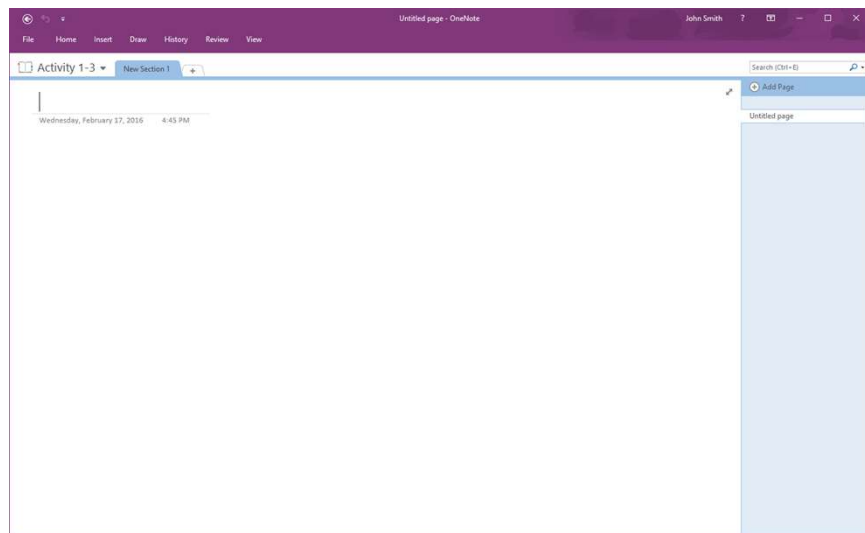 Untitled page - OneNote
John Smith ?
File Home Insert Draw History Review View
Activity 1-3 New Section 1 +
Search (Ctrl+E)
Add Page
Wednesday, February 17, 2016 4:45 PM
Untitled page